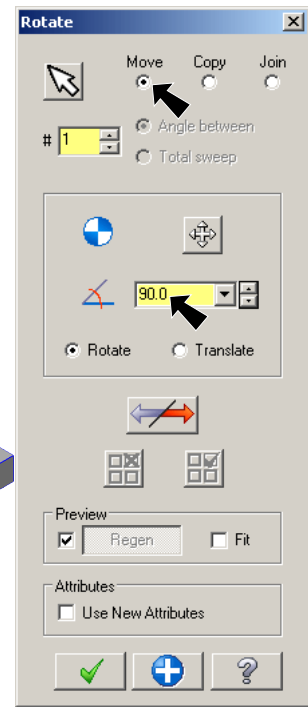 Rotate
Move Copy Join
# 1
Angle between
Total sweep
90.0
Rotate Translate
Preview
Regen Fit
Attributes
Use New Attributes